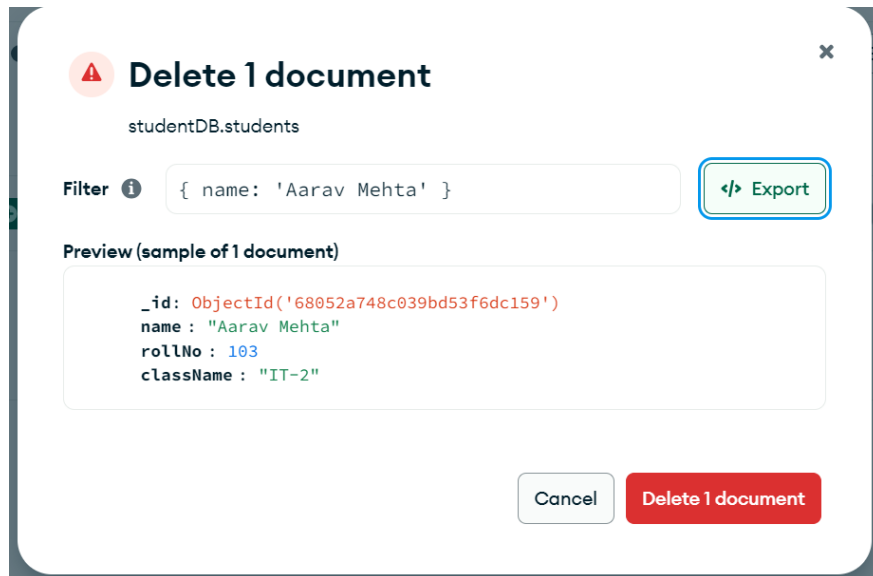 Delete 1 document
studentDB.students
Filter { name: 'Aarav Mehta' } </> Export
Preview (sample of 1 document)
_id: ObjectId('68052a748c039bd53f6dc159')
name : "Aarav Mehta"
rollNo : 103
className : "IT-2"
Cancel Delete 1 document